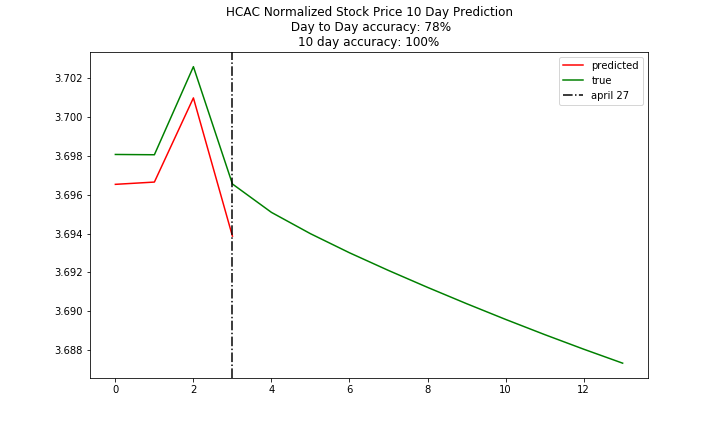 HCAC Normalized Stock Price 10 Day Prediction
Day to Day accuracy: 78%
10 day accuracy: 100%
predicted
true
april 27
3.702
3.700
3.698
3.696
3.694
3.692
3.690
3.688
0 2 4 6 8 10 12